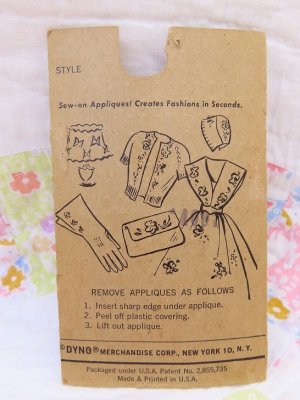 STYLE
Sew-on Appliques! Creates Fashions in Seconds.
REMOVE APPLIQUES AS FOLLOWS
1. Insert sharp edge under applique.
2. Peel off plastic covering.
3. Lift out applique.
©DYNO® MERCHANDISE CORP., NEW YORK 10, N. Y.
Packaged under U.S.A. Patent No. 2,855,735
Made & Printed in U.S.A.